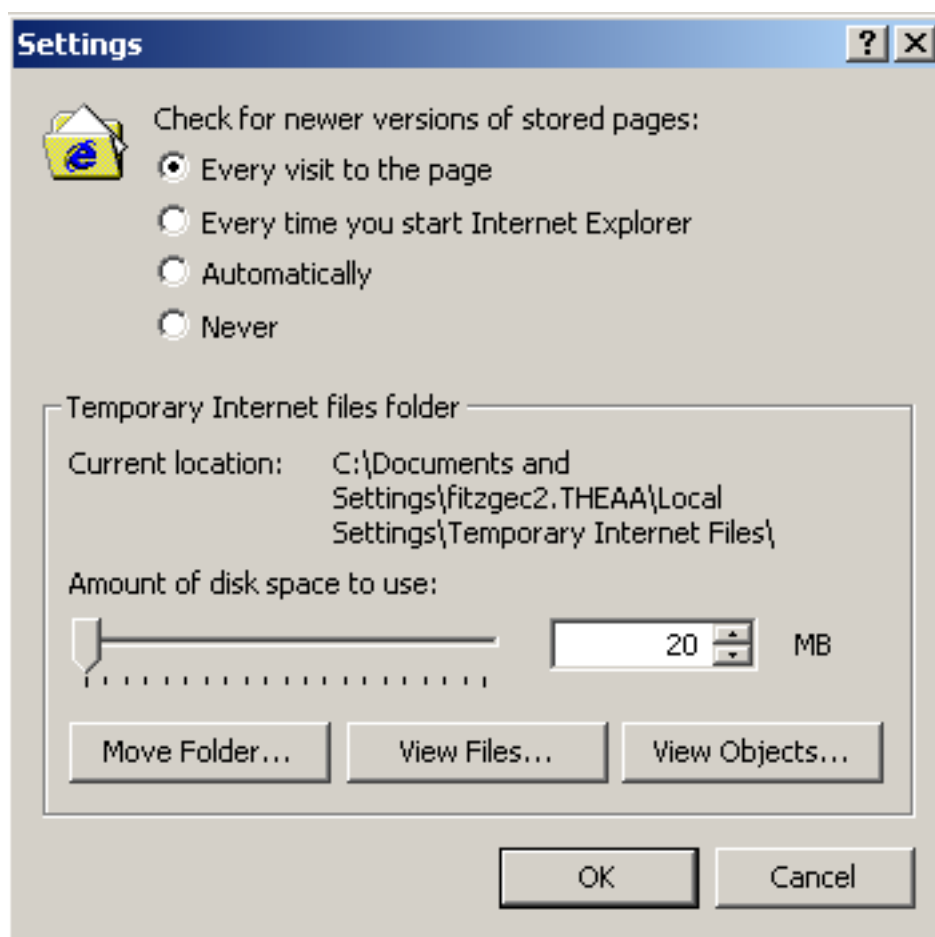 Settings
Check for newer versions of stored pages:
Every visit to the page
Every time you start Internet Explorer
Automatically
Never
Temporary Internet files folder
Current location: C:\Documents and
Settings\fitzgec2.THEAA\Local
Settings\Temporary Internet Files\
Amount of disk space to use:
20 MB
Move Folder... View Files... View Objects...
OK Cancel